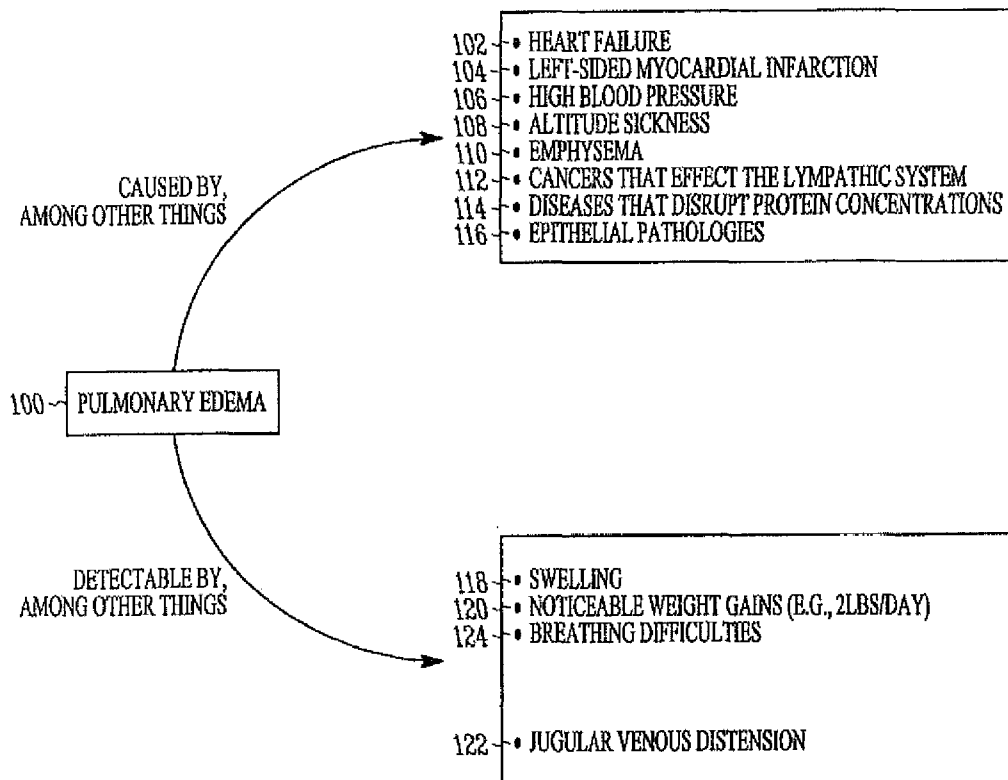 102 • HEART FAILURE
104 • LEFT-SIDED MYOCARDIAL INFARCTION
106 • HIGH BLOOD PRESSURE
108 • ALTITUDE SICKNESS
110 • EMPHYSEMA
112 • CANCERS THAT EFFECT THE LYMPATHIC SYSTEM
114 • DISEASES THAT DISRUPT PROTEIN CONCENTRATIONS
116 • EPITHELIAL PATHOLOGIES
CAUSED BY,
AMONG OTHER THINGS
100 PULMONARY EDEMA
DETECTABLE BY,
AMONG OTHER THINGS
118 • SWELLING
120 • NOTICEABLE WEIGHT GAINS (E.G., 2LBS/DAY)
124 • BREATHING DIFFICULTIES
122 • JUGULAR VENOUS DISTENSION